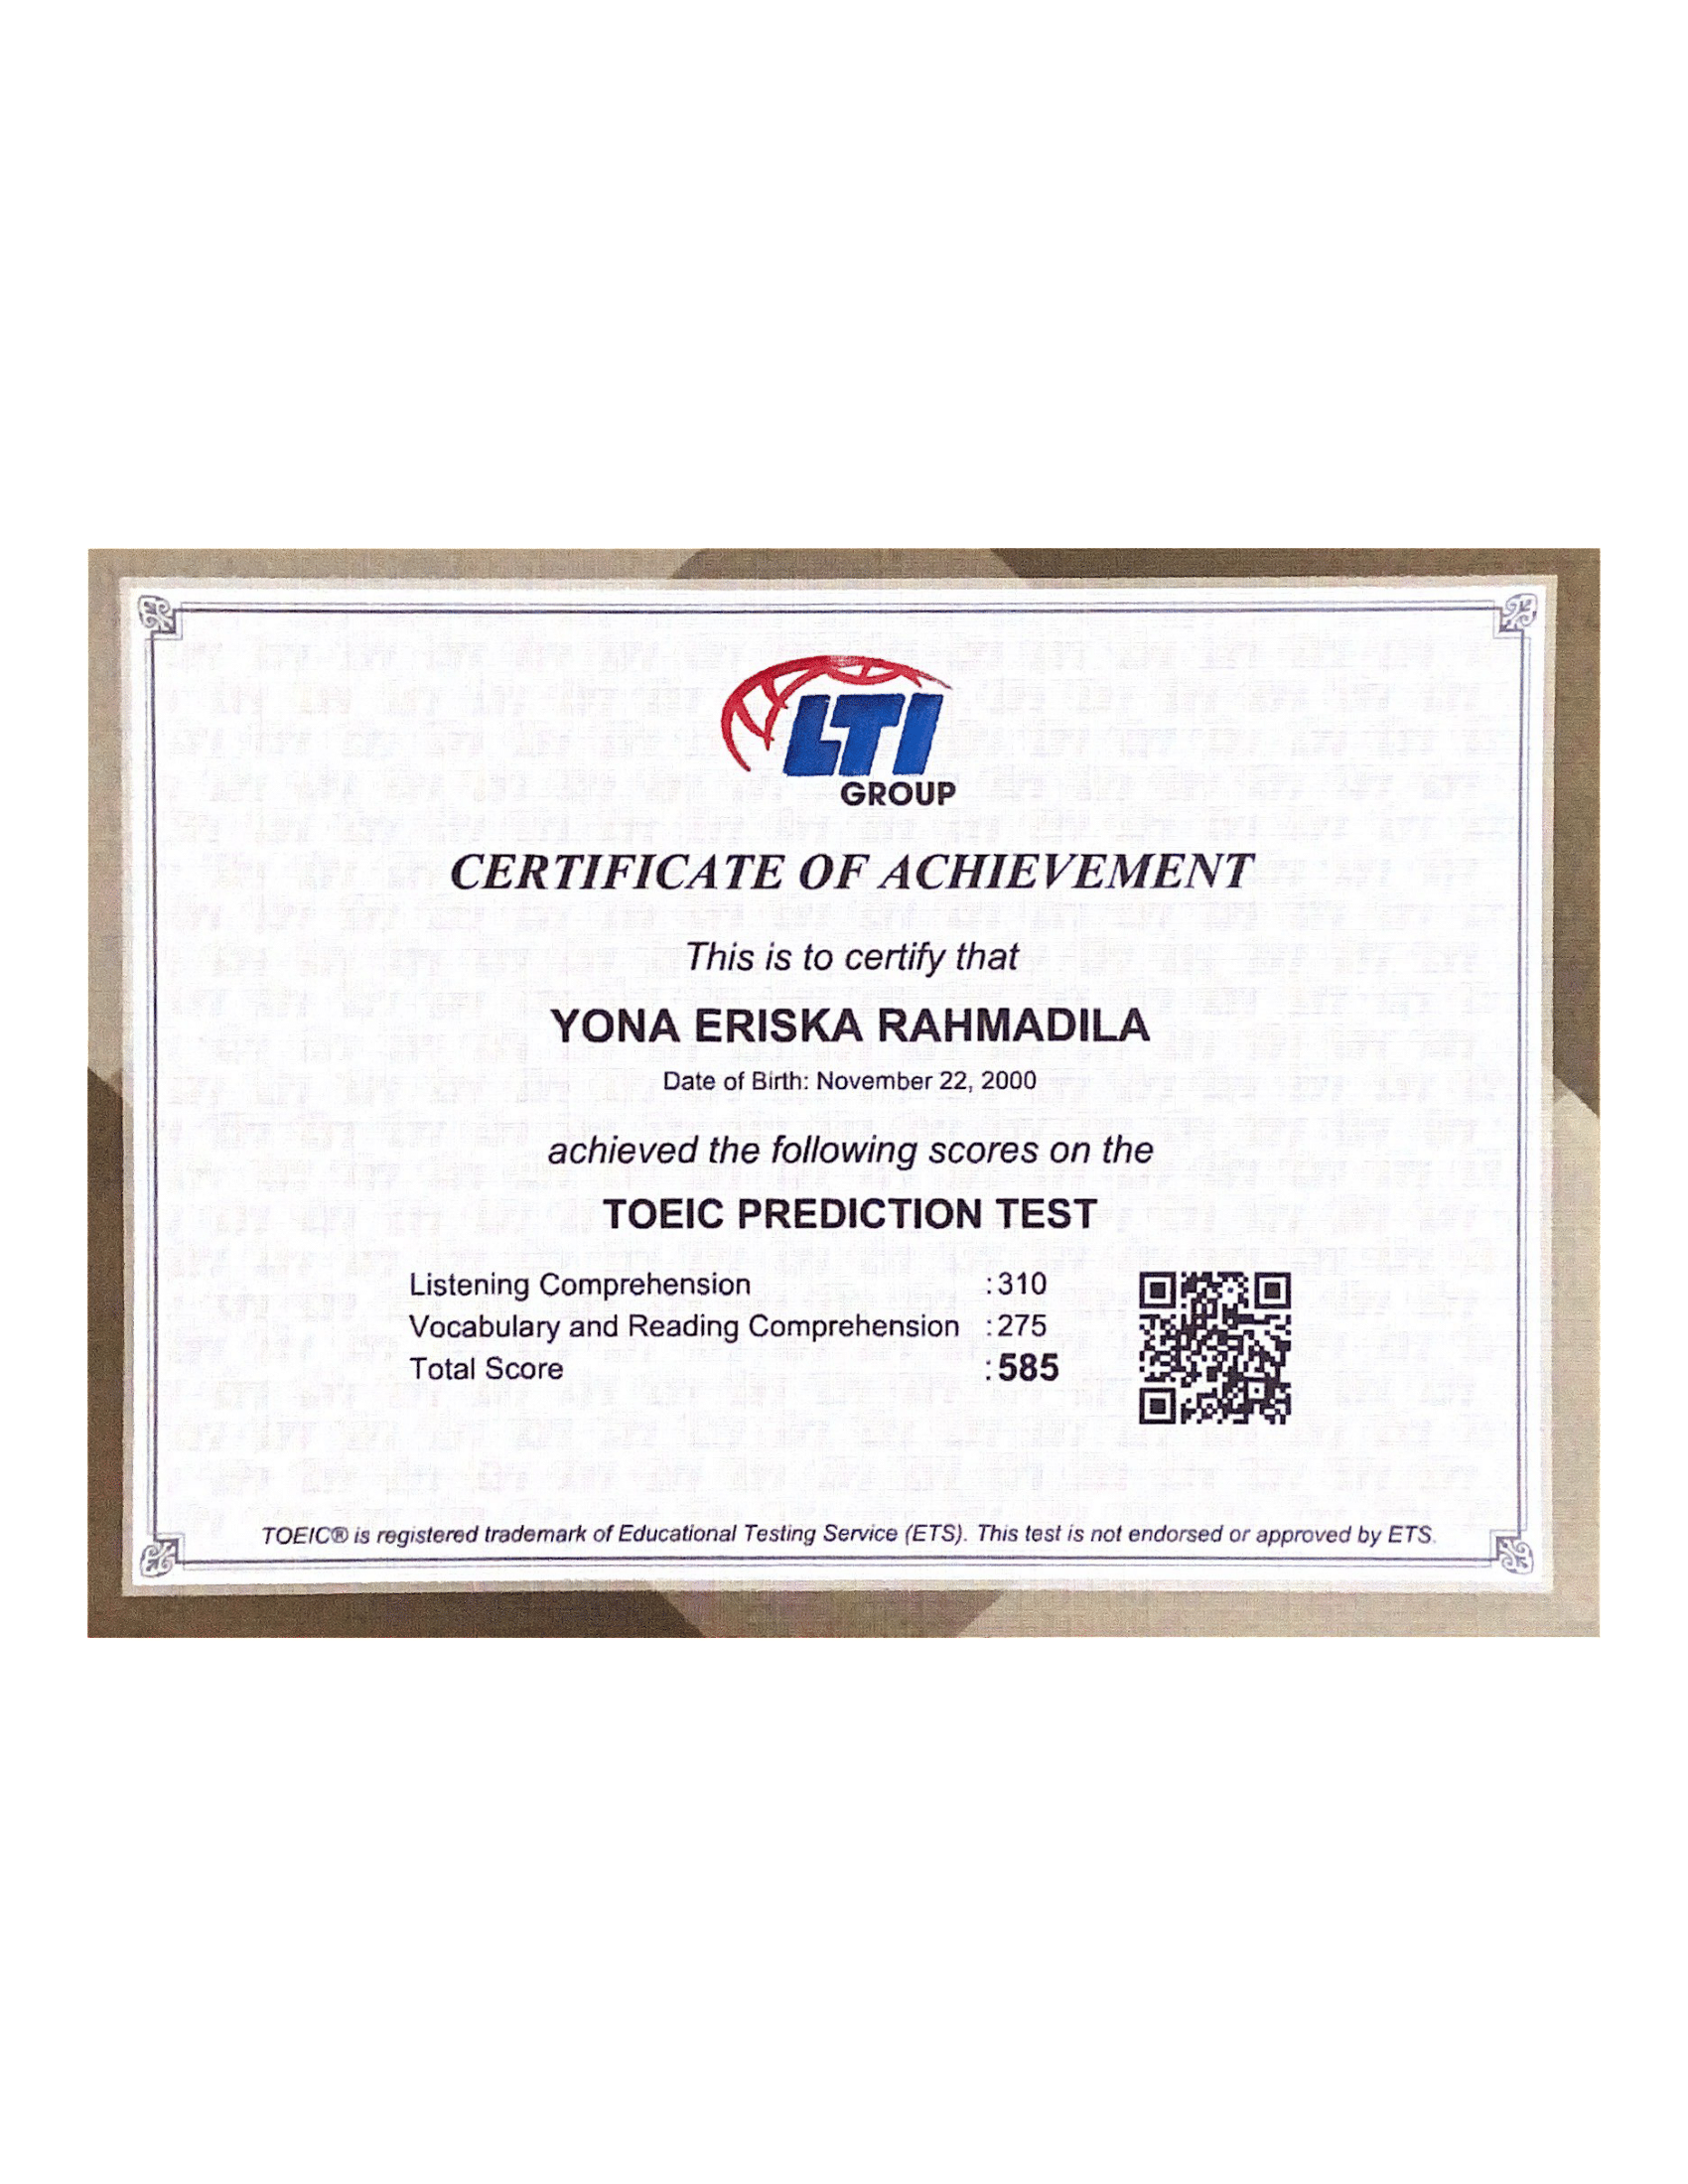 LTI
GROUP
CERTIFICATE OF ACHIEVEMENT
This is to certify that
YONA ERISKA RAHMADILA
Date of Birth: November 22, 2000
achieved the following scores on the
TOEIC PREDICTION TEST
Listening Comprehension : 310
Vocabulary and Reading Comprehension : 275
Total Score : 585
TOEIC® is registered trademark of Educational Testing Service (ETS). This test is not endorsed or approved by ETS.